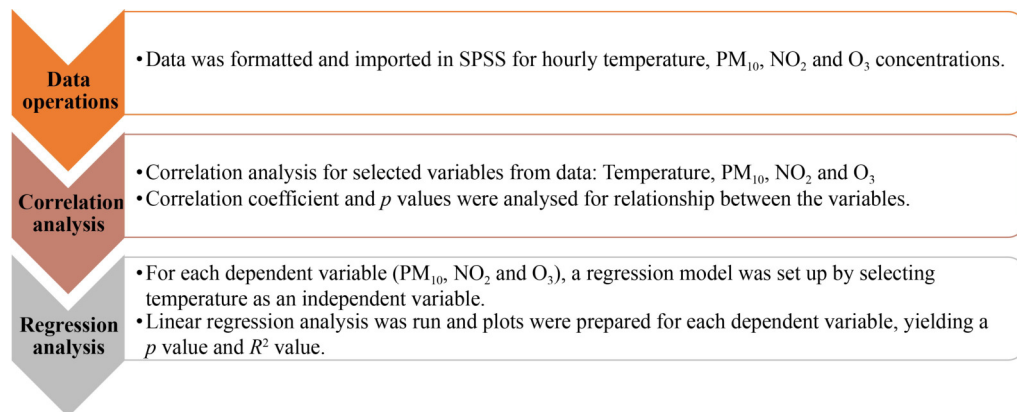 Data
operations
• Data was formatted and imported in SPSS for hourly temperature, PM₁₀, NO₂ and O₃ concentrations.
Correlation
analysis
• Correlation analysis for selected variables from data: Temperature, PM₁₀, NO₂ and O₃
• Correlation coefficient and p values were analysed for relationship between the variables.
Regression
analysis
• For each dependent variable (PM₁₀, NO₂ and O₃), a regression model was set up by selecting
temperature as an independent variable.
• Linear regression analysis was run and plots were prepared for each dependent variable, yielding a
p value and R² value.